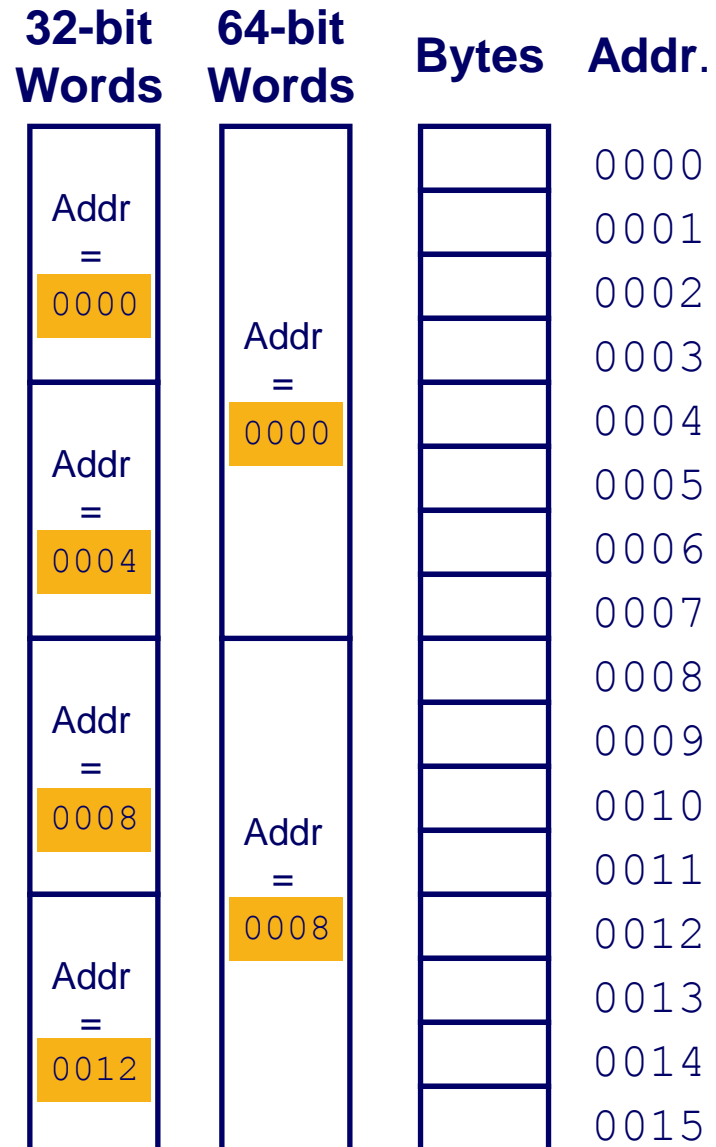 32-bit Words
64-bit Words
Bytes
Addr.
Addr
=
0000
Addr
=
0004
Addr
=
0008
Addr
=
0012
Addr
=
0000
Addr
=
0008
0000
0001
0002
0003
0004
0005
0006
0007
0008
0009
0010
0011
0012
0013
0014
0015